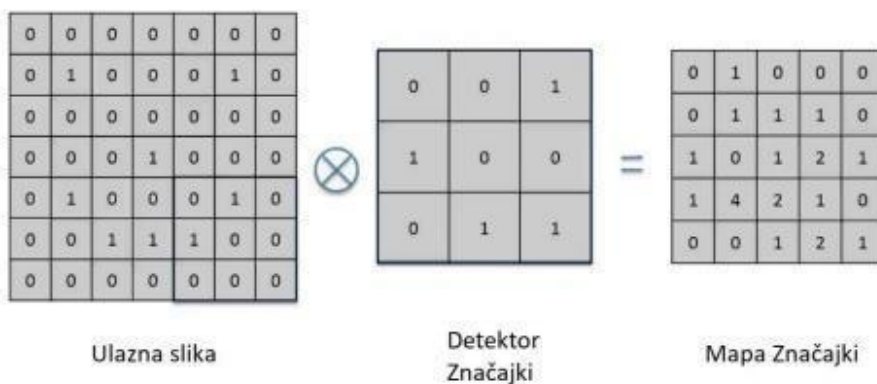 0 0 0 0 0 0 0
0 1 0 0 0 1 0
0 0 0 0 0 0 0
0 0 0 1 0 0 0
0 1 0 0 0 1 0
0 0 1 1 1 0 0
0 0 0 0 0 0 0
0 0 1
1 0 0
0 1 1
=
0 1 0 0 0
0 1 1 1 0
1 0 1 2 1
1 4 2 1 0
0 0 1 2 1
Ulazna slika
Detektor
Značajki
Mapa Značajki